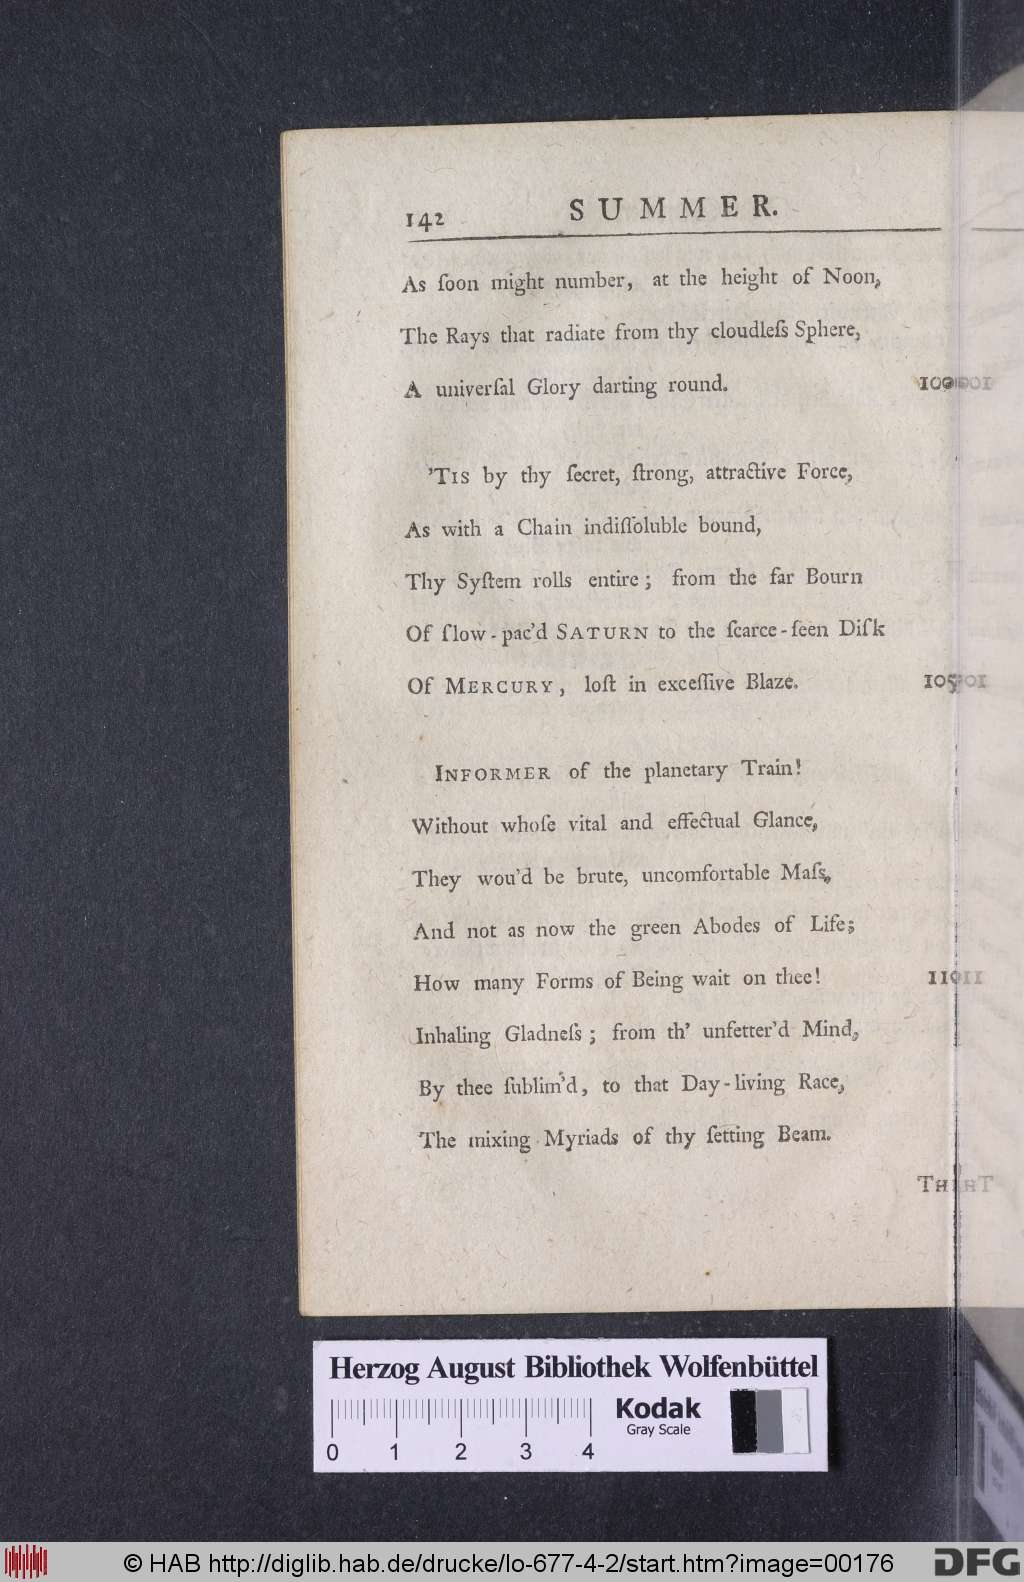 142 SUMMER.
As ſoon might number, at the height of Noon,
The Rays that radiate from thy cloudleſs Sphere,
A univerſal Glory darting round. 100
'TIS by thy ſecret, ſtrong, attractive Force,
As with a Chain indiſſoluble bound,
Thy Syſtem rolls entire; from the far Bourn
Of ſlow-pac'd SATURN to the ſcarce-ſeen Diſk
Of MERCURY, loſt in exceſſive Blaze. 105
INFORMER of the planetary Train!
Without whoſe vital and effectual Glance,
They wou'd be brute, uncomfortable Maſs,
And not as now the green Abodes of Life;
How many Forms of Being wait on thee! 110
Inhaling Gladneſs; from th' unfetter'd Mind,
By thee ſublim'd, to that Day-living Race,
The mixing Myriads of thy ſetting Beam.
Herzog August Bibliothek Wolfenbüttel
Kodak
Gray Scale
0 1 2 3 4
© HAB http://diglib.hab.de/drucke/lo-677-4-2/start.htm?image=00176
DFG